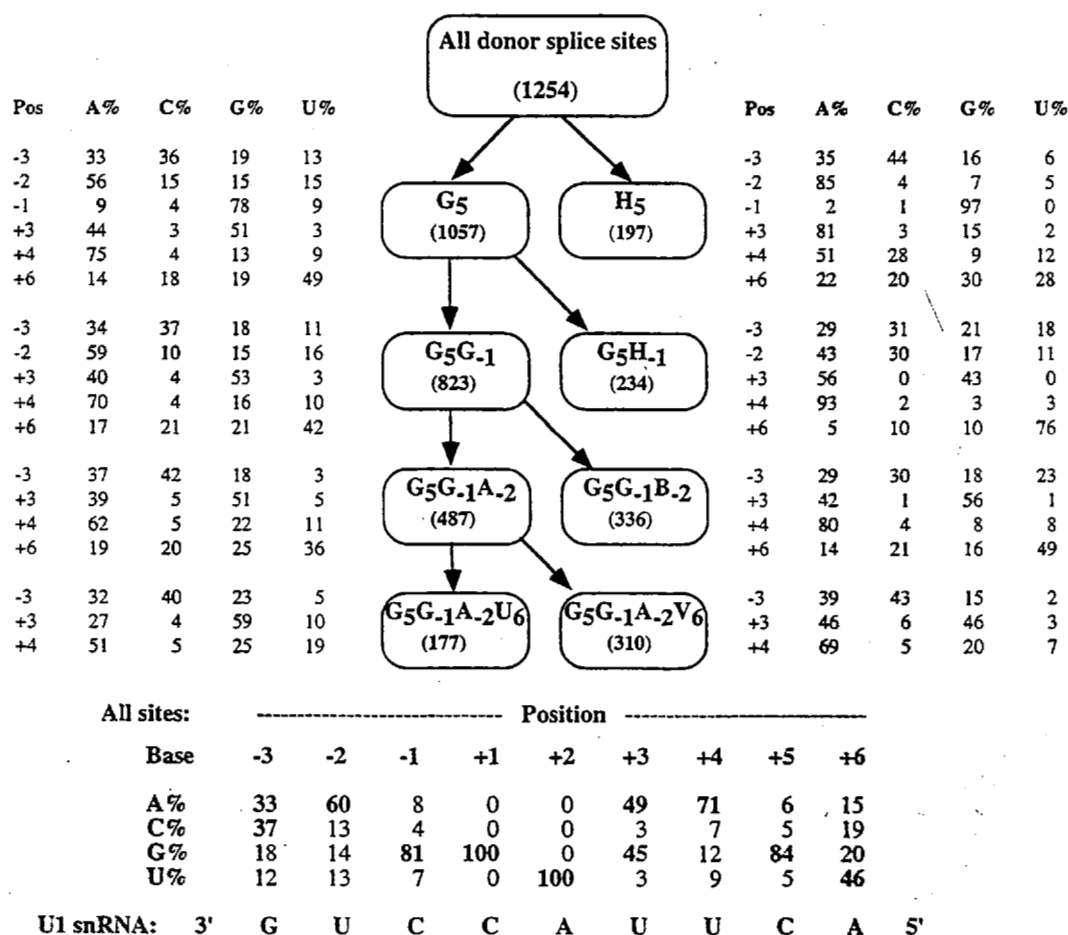 All donor splice sites
(1254)
Pos A% C% G% U%
-3 33 36 19 13
-2 56 15 15 15
-1 9 4 78 9
+3 44 3 51 3
+4 75 4 13 9
+6 14 18 19 49
G5
(1057)
H5
(197)
Pos A% C% G% U%
-3 35 44 16 6
-2 85 4 7 5
-1 2 1 97 0
+3 81 3 15 2
+4 51 28 9 12
+6 22 20 30 28
-3 34 37 18 11
-2 59 10 15 16
+3 40 4 53 3
+4 70 4 16 10
+6 17 21 21 42
G5G-1
(823)
G5H-1
(234)
-3 29 31 21 18
-2 43 30 17 11
+3 56 0 43 0
+4 93 2 3 3
+6 5 10 10 76
-3 37 42 18 3
+3 39 5 51 5
+4 62 5 22 11
+6 19 20 25 36
G5G-1A-2
(487)
G5G-1B-2
(336)
-3 29 30 18 23
+3 42 1 56 1
+4 80 4 8 8
+6 14 21 16 49
-3 32 40 23 5
+3 27 4 59 10
+4 51 5 25 19
G5G-1A-2U6
(177)
G5G-1A-2V6
(310)
-3 39 43 15 2
+3 46 6 46 3
+4 69 5 20 7
All sites: Position
Base -3 -2 -1 +1 +2 +3 +4 +5 +6
A% 33 60 8 0 0 49 71 6 15
C% 37 13 4 0 0 3 7 5 19
G% 18 14 81 100 0 45 12 84 20
U% 12 13 7 0 100 3 9 5 46
U1 snRNA: 3' G U C C A U U C A 5'